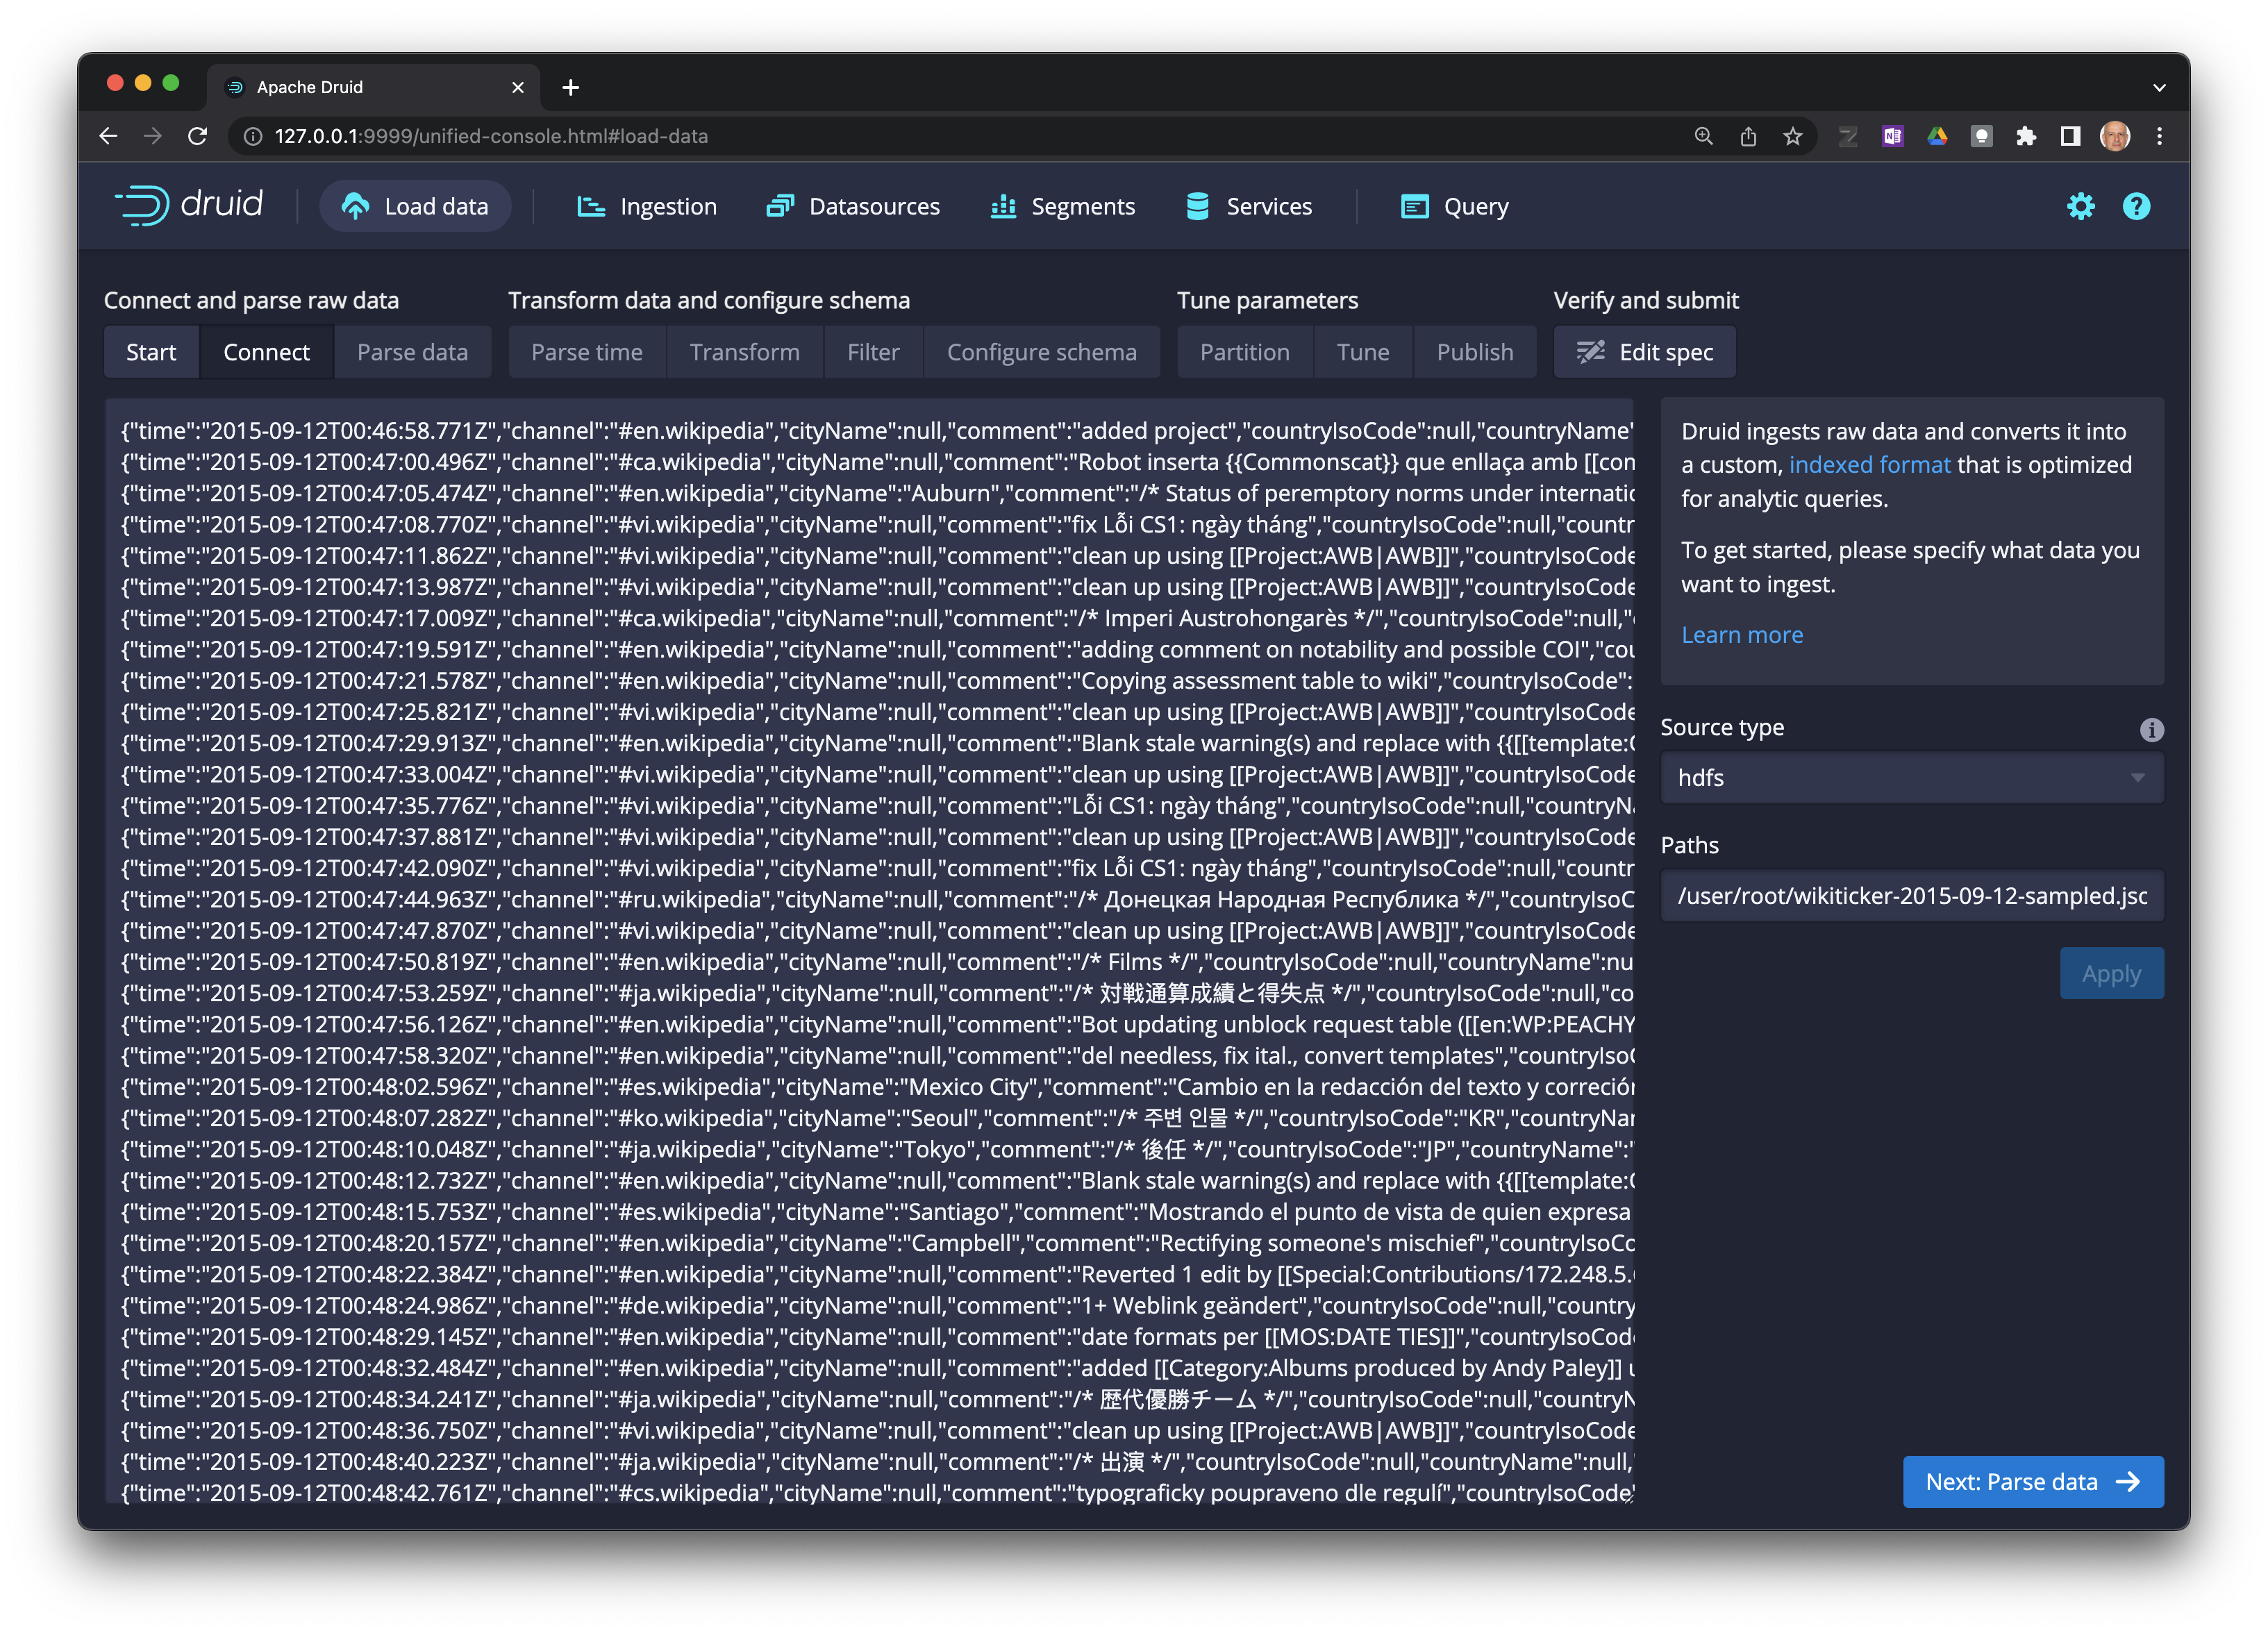 Apache Druid
127.0.0.1:9999/unified-console.html#load-data
druid
Load data
Ingestion
Datasources
Segments
Services
Query
Connect and parse raw data
Transform data and configure schema
Tune parameters
Verify and submit
Start
Connect
Parse data
Parse time
Transform
Filter
Configure schema
Partition
Tune
Publish
Edit spec
{"time":"2015-09-12T00:46:58.771Z","channel":"#en.wikipedia","cityName":null,"comment":"added project","countryIsoCode":null,"countryName"
{"time":"2015-09-12T00:47:00.496Z","channel":"#ca.wikipedia","cityName":null,"comment":"Robot inserta {{Commonscat}} que enllaça amb [[com
{"time":"2015-09-12T00:47:05.474Z","channel":"#en.wikipedia","cityName":"Auburn","comment":"/* Status of peremptory norms under internatio
{"time":"2015-09-12T00:47:08.770Z","channel":"#vi.wikipedia","cityName":null,"comment":"fix Lỗi CS1: ngày tháng","countryIsoCode":null,"countr
{"time":"2015-09-12T00:47:11.862Z","channel":"#vi.wikipedia","cityName":null,"comment":"clean up using [[Project:AWB|AWB]]","countryIsoCode
{"time":"2015-09-12T00:47:13.987Z","channel":"#vi.wikipedia","cityName":null,"comment":"clean up using [[Project:AWB|AWB]]","countryIsoCode
{"time":"2015-09-12T00:47:17.009Z","channel":"#ca.wikipedia","cityName":null,"comment":"/* Imperi Austrohongarès */","countryIsoCode":null,"
{"time":"2015-09-12T00:47:19.591Z","channel":"#en.wikipedia","cityName":null,"comment":"adding comment on notability and possible COI","cou
{"time":"2015-09-12T00:47:21.578Z","channel":"#en.wikipedia","cityName":null,"comment":"Copying assessment table to wiki","countryIsoCode":
{"time":"2015-09-12T00:47:25.821Z","channel":"#vi.wikipedia","cityName":null,"comment":"clean up using [[Project:AWB|AWB]]","countryIsoCode
{"time":"2015-09-12T00:47:29.913Z","channel":"#en.wikipedia","cityName":null,"comment":"Blank stale warning(s) and replace with {{[[template:
{"time":"2015-09-12T00:47:33.004Z","channel":"#vi.wikipedia","cityName":null,"comment":"clean up using [[Project:AWB|AWB]]","countryIsoCode
{"time":"2015-09-12T00:47:35.776Z","channel":"#vi.wikipedia","cityName":null,"comment":"Lỗi CS1: ngày tháng","countryIsoCode":null,"countryNa
{"time":"2015-09-12T00:47:37.881Z","channel":"#vi.wikipedia","cityName":null,"comment":"clean up using [[Project:AWB|AWB]]","countryIsoCode
{"time":"2015-09-12T00:47:42.090Z","channel":"#vi.wikipedia","cityName":null,"comment":"fix Lỗi CS1: ngày tháng","countryIsoCode":null,"countr
{"time":"2015-09-12T00:47:44.963Z","channel":"#ru.wikipedia","cityName":null,"comment":"/* Донецкая Народная Республика */","countryIsoC
{"time":"2015-09-12T00:47:47.870Z","channel":"#vi.wikipedia","cityName":null,"comment":"clean up using [[Project:AWB|AWB]]","countryIsoCode
{"time":"2015-09-12T00:47:50.819Z","channel":"#en.wikipedia","cityName":null,"comment":"/* Films */","countryIsoCode":null,"countryName":nu
{"time":"2015-09-12T00:47:53.259Z","channel":"#ja.wikipedia","cityName":null,"comment":"/* 対戦通算成績と得失点 */","countryIsoCode":null,"co
{"time":"2015-09-12T00:47:56.126Z","channel":"#en.wikipedia","cityName":null,"comment":"Bot updating unblock request table ([[en:WP:PEACHY
{"time":"2015-09-12T00:47:58.320Z","channel":"#en.wikipedia","cityName":null,"comment":"del needless, fix ital., convert templates","countryIsoC
{"time":"2015-09-12T00:48:02.596Z","channel":"#es.wikipedia","cityName":"Mexico City","comment":"Cambio en la redacción del texto y correción
{"time":"2015-09-12T00:48:07.282Z","channel":"#ko.wikipedia","cityName":"Seoul","comment":"/* 주변 인물 */","countryIsoCode":"KR","countryNa
{"time":"2015-09-12T00:48:10.048Z","channel":"#ja.wikipedia","cityName":"Tokyo","comment":"/* 後任 */","countryIsoCode":"JP","countryName":"
{"time":"2015-09-12T00:48:12.732Z","channel":"#en.wikipedia","cityName":null,"comment":"Blank stale warning(s) and replace with {{[[template:
{"time":"2015-09-12T00:48:15.753Z","channel":"#es.wikipedia","cityName":"Santiago","comment":"Mostrando el punto de vista de quien expresa
{"time":"2015-09-12T00:48:20.157Z","channel":"#en.wikipedia","cityName":"Campbell","comment":"Rectifying someone's mischief","countryIsoCo
{"time":"2015-09-12T00:48:22.384Z","channel":"#en.wikipedia","cityName":null,"comment":"Reverted 1 edit by [[Special:Contributions/172.248.5.
{"time":"2015-09-12T00:48:24.986Z","channel":"#de.wikipedia","cityName":null,"comment":"1+ Weblink geändert","countryIsoCode":null,"country
{"time":"2015-09-12T00:48:29.145Z","channel":"#en.wikipedia","cityName":null,"comment":"date formats per [[MOS:DATE TIES]]","countryIsoCode
{"time":"2015-09-12T00:48:32.484Z","channel":"#en.wikipedia","cityName":null,"comment":"added [[Category:Albums produced by Andy Paley]] u
{"time":"2015-09-12T00:48:34.241Z","channel":"#ja.wikipedia","cityName":null,"comment":"/* 歴代優勝チーム */","countryIsoCode":null,"countryN
{"time":"2015-09-12T00:48:36.750Z","channel":"#vi.wikipedia","cityName":null,"comment":"clean up using [[Project:AWB|AWB]]","countryIsoCode
{"time":"2015-09-12T00:48:40.223Z","channel":"#ja.wikipedia","cityName":null,"comment":"/* 出演 */","countryIsoCode":null,"countryName":null,"
{"time":"2015-09-12T00:48:42.761Z","channel":"#cs.wikipedia","cityName":null,"comment":"typograficky poupraveno dle regulí","countryIsoCode"
Druid ingests raw data and converts it into
a custom, indexed format that is optimized
for analytic queries.
To get started, please specify what data you
want to ingest.
Learn more
Source type
hdfs
Paths
/user/root/wikiticker-2015-09-12-sampled.jsc
Apply
Next: Parse data